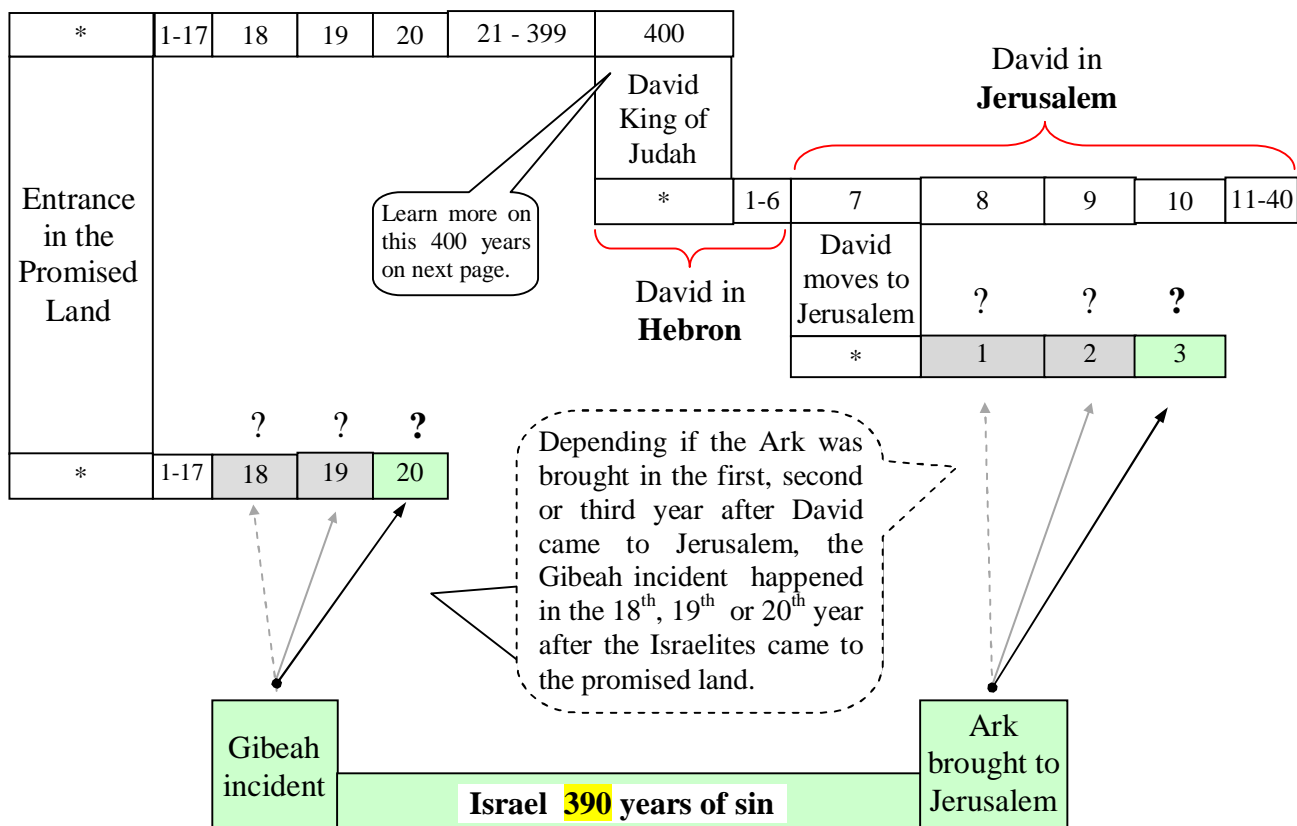 * 1-17 18 19 20 21 - 399 400
David
King of
Judah
David in
Jerusalem
Entrance
in the
Promised
Land
Learn more on
this 400 years
on next page.
* 1-6 7 8 9 10 11-40
David in
Hebron
David
moves to
Jerusalem
? ? ?
* 1 2 3
? ? ?
* 1-17 18 19 20
Depending if the Ark was
brought in the first, second
or third year after David
came to Jerusalem, the
Gibeah incident happened
in the 18th, 19th or 20th year
after the Israelites came to
the promised land.
Gibeah
incident
Ark
brought to
Jerusalem
Israel 390 years of sin